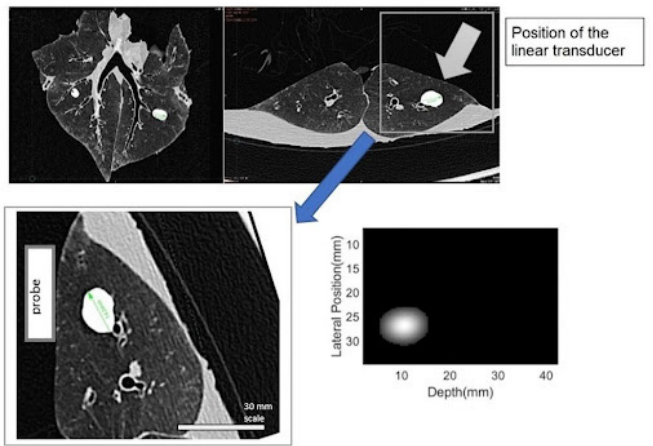 Position of the
linear transducer
probe
30 mm
scale
Lateral Position(mm)
10
15
20
25
30
10
20
30
40
Depth(mm)